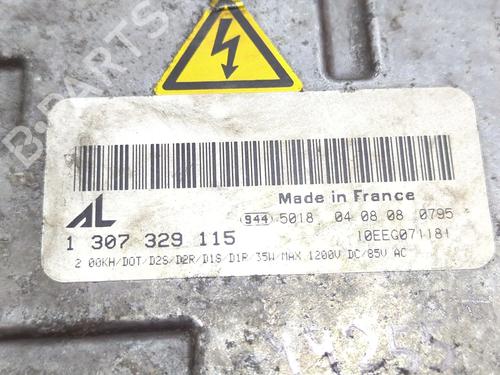 B-PARTS
AL
Made in France
944 5018 04 08 08 0795
1 307 329 115
10EEG071181
2 00KH/DOT/D2S/D2R/D1S/D1R/35W/MAX 1200V DC/85V AC